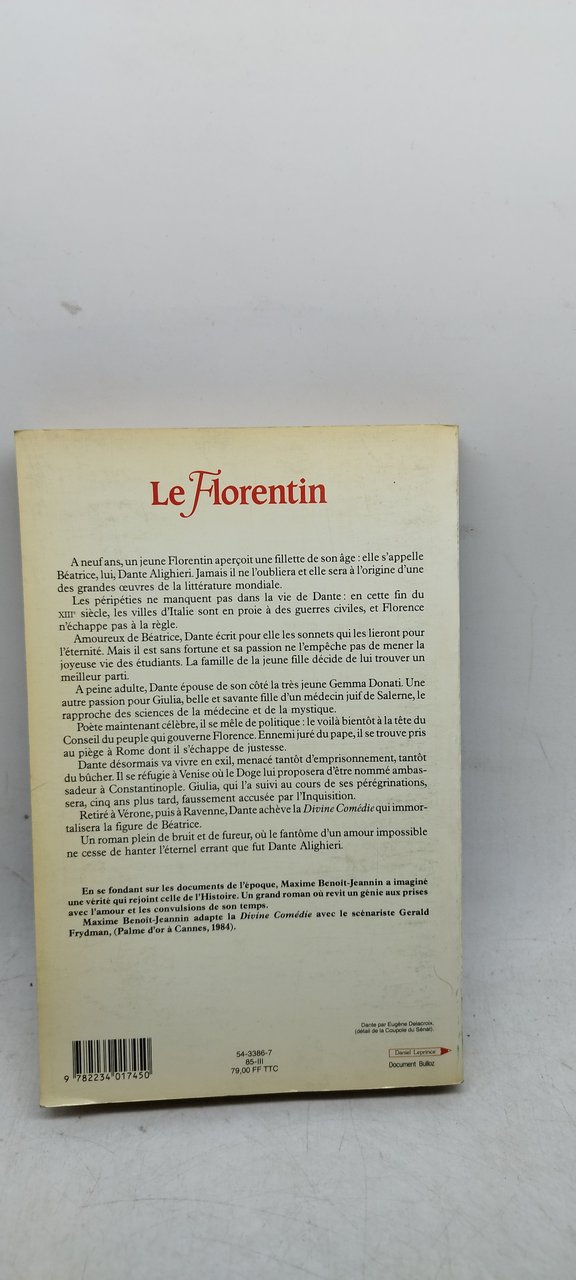 Le Florentin
A neuf ans, un jeune Florentin aperçoit une fillette de son âge : elle s'appelle
Béatrice, lui, Dante Alighieri. Jamais il ne l'oubliera et elle sera à l'origine d'une
des grandes œuvres de la littérature mondiale.
Les péripéties ne manquent pas dans la vie de Dante : en cette fin du
XIIIe siècle, les villes d'Italie sont en proie à des guerres civiles, et Florence
n'échappe pas à la règle.
Amoureux de Béatrice, Dante écrit pour elle les sonnets qui les lieront pour
l'éternité. Mais il est sans fortune et sa passion ne l'empêche pas de mener la
joyeuse vie des étudiants. La famille de la jeune fille décide de lui trouver un
meilleur parti.
A peine adulte, Dante épouse de son côté la très jeune Gemma Donati. Une
autre passion pour Giulia, belle et savante fille d'un médecin juif de Salerne, le
rapproche des sciences de la médecine et de la mystique.
Poète maintenant célèbre, il se mêle de politique : le voilà bientôt à la tête du
Conseil du peuple qui gouverne Florence. Ennemi juré du pape, il se trouve pris
au piège à Rome dont il s'échappe de justesse.
Dante désormais va vivre en exil, menacé tantôt d'emprisonnement, tantôt
du bûcher. Il se réfugie à Venise où le Doge lui proposera d'être nommé ambas-
sadeur à Constantinople. Giulia, qui l'a suivi au cours de ses pérégrinations,
sera, cinq ans plus tard, faussement accusée par l'Inquisition.
Retiré à Vérone, puis à Ravenne, Dante achève la Divine Comédie qui immor-
talisera la figure de Béatrice.
Un roman plein de bruit et de fureur, où le fantôme d'un amour impossible
ne cesse de hanter l'éternel errant que fut Dante Alighieri.
En se fondant sur les documents de l'époque, Maxime Benoît-Jeannin a imaginé
une vérité qui rejoint celle de l'Histoire. Un grand roman où revit un génie aux prises
avec l'amour et les convulsions de son temps.
Maxime Benoît-Jeannin adapte la Divine Comédie avec le scénariste Gerald
Frydman, (Palme d'or à Cannes, 1984).
Dante par Eugène Delacroix,
(détail de la Coupole du Sénat).
Daniel Leprince
Document Bulloz
54-3386-7
85-III
79,00 FF TTC
9 782234 017450